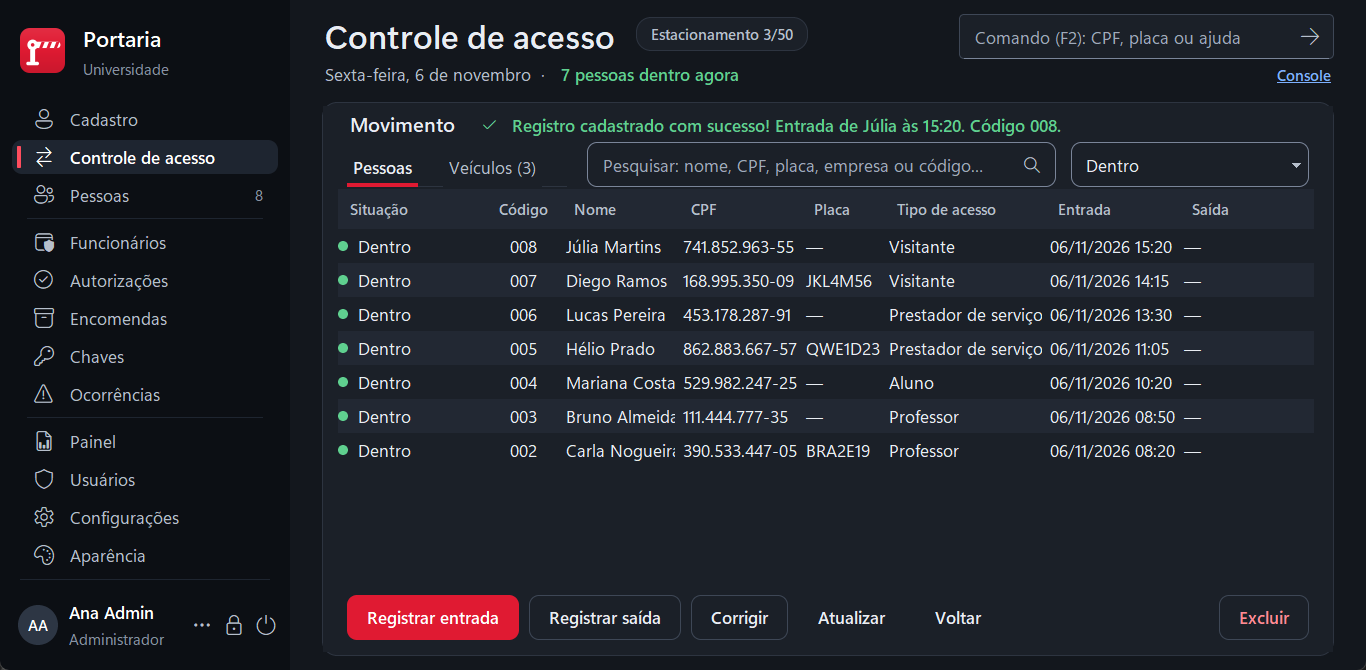 Portaria
Universidade
Cadastro
Controle de acesso
Pessoas 8
Funcionários
Autorizações
Encomendas
Chaves
Ocorrências
Painel
Usuários
Configurações
Aparência
AA
Ana Admin
Administrador
Controle de acesso
Estacionamento 3/50
Comando (F2): CPF, placa ou ajuda
Sexta-feira, 6 de novembro · 7 pessoas dentro agora
Console
Movimento
Registro cadastrado com sucesso! Entrada de Júlia às 15:20. Código 008.
Pessoas
Veículos (3)
Pesquisar: nome, CPF, placa, empresa ou código...
Dentro
Situação Código Nome CPF Placa Tipo de acesso Entrada Saída
Dentro 008 Júlia Martins 741.852.963-55 — Visitante 06/11/2026 15:20 —
Dentro 007 Diego Ramos 168.995.350-09 JKL4M56 Visitante 06/11/2026 14:15 —
Dentro 006 Lucas Pereira 453.178.287-91 — Prestador de serviço 06/11/2026 13:30 —
Dentro 005 Hélio Prado 862.883.667-57 QWE1D23 Prestador de serviço 06/11/2026 11:05 —
Dentro 004 Mariana Costa 529.982.247-25 — Aluno 06/11/2026 10:20 —
Dentro 003 Bruno Almeida 111.444.777-35 — Professor 06/11/2026 08:50 —
Dentro 002 Carla Nogueira 390.533.447-05 BRA2E19 Professor 06/11/2026 08:20 —
Registrar entrada
Registrar saída
Corrigir
Atualizar
Voltar
Excluir